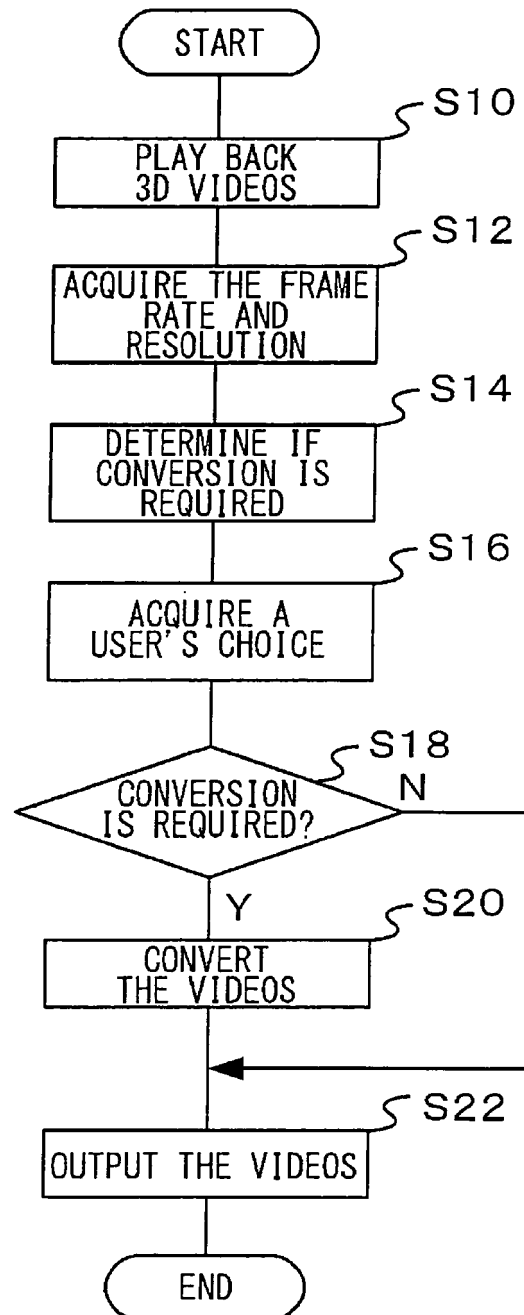 START
S10
PLAY BACK
3D VIDEOS
S12
ACQUIRE THE FRAME
RATE AND
RESOLUTION
S14
DETERMINE IF
CONVERSION IS
REQUIRED
S16
ACQUIRE A
USER'S CHOICE
S18
CONVERSION
IS REQUIRED?
N
Y
S20
CONVERT
THE VIDEOS
S22
OUTPUT THE VIDEOS
END